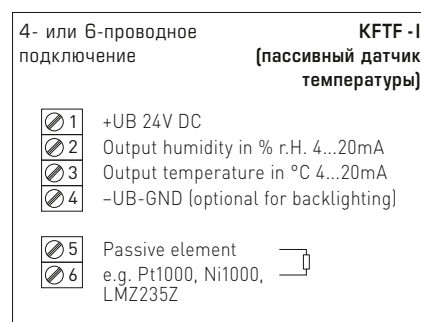 4- или 6-проводное
подключение
KFTF - I
(пассивный датчик
температуры)
1 +UB 24V DC
2 Output humidity in % r.H. 4...20mA
3 Output temperature in °C 4...20mA
4 –UB-GND (optional for backlighting)
5 Passive element
6 e.g. Pt1000, Ni1000,
LMZ235Z